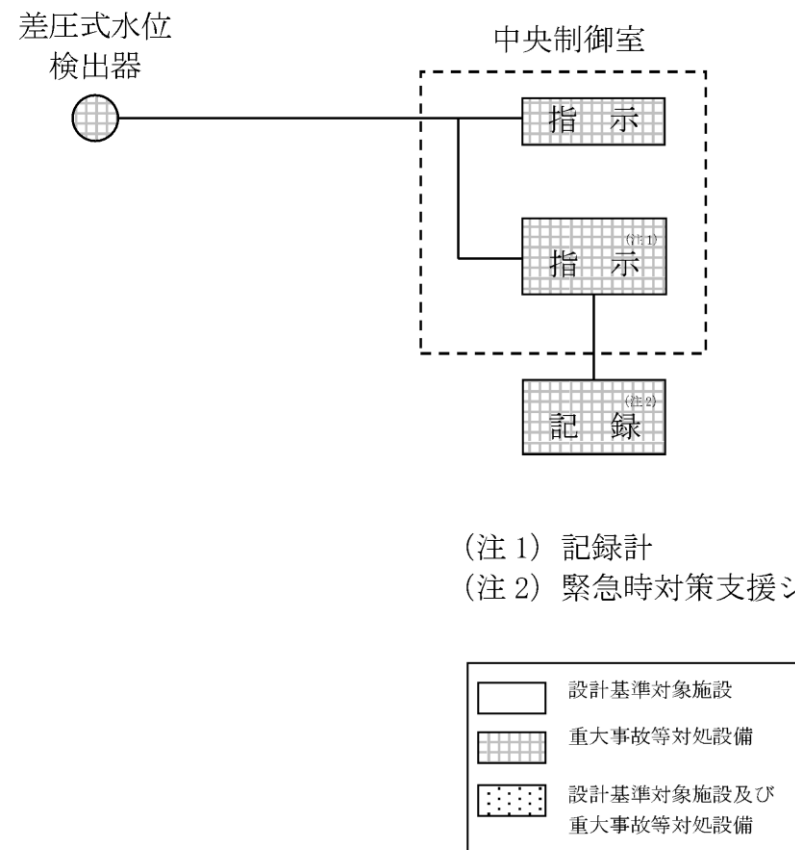 差圧式水位
検出器
中央制御室
指 示
(注1)
指 示
(注2)
記 録
(注 1) 記録計
(注 2) 緊急時対策支援シ
設計基準対象施設
重大事故等対処設備
設計基準対象施設及び
重大事故等対処設備